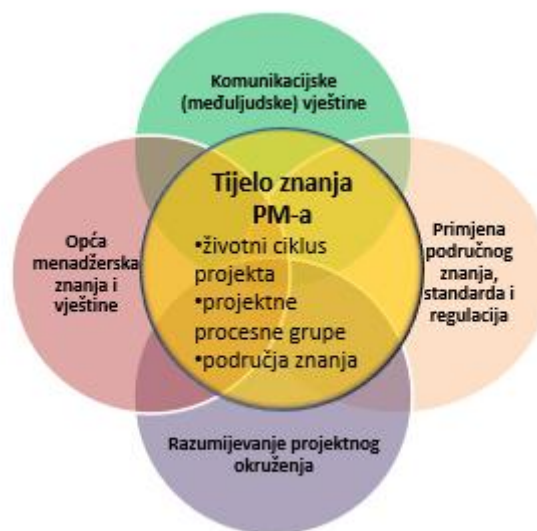 Komunikacijske
(međuljudske) vještine
Tijelo znanja
PM-a
•životni ciklus
projekta
•projektne
procesne grupe
•područja znanja
Opća
menadžerska
znanja i
vještine
Primjena
područnog
znanja,
standarda i
regulacija
Razumijevanje projektnog
okruženja